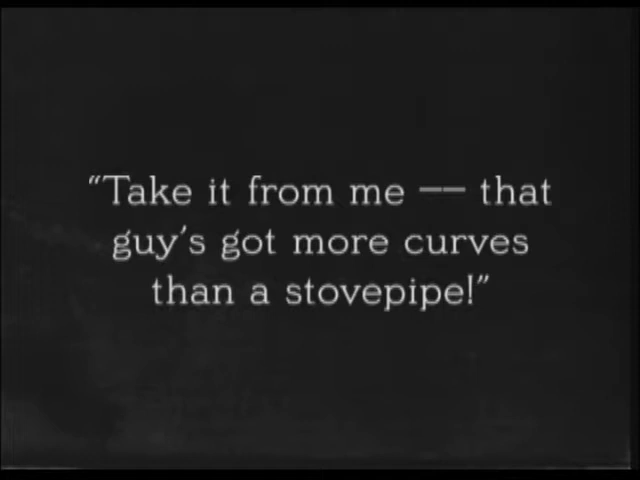 “Take it from me — that
guy’s got more curves
than a stovepipe!”